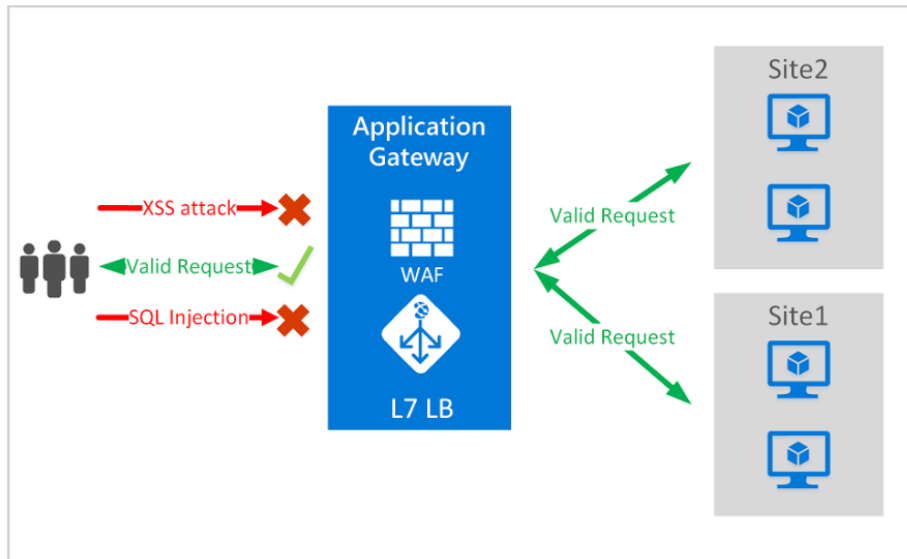 Site2
Application
Gateway
XSS attack
Valid Request
Valid Request
WAF
SQL Injection
Site1
Valid Request
L7 LB